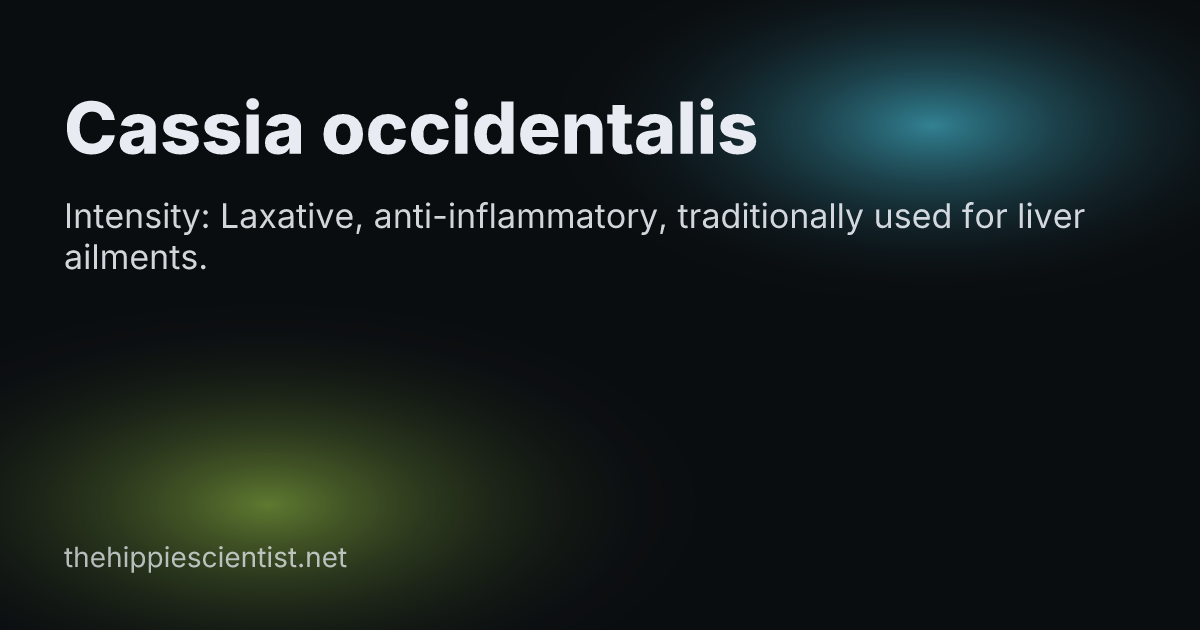 Cassia occidentalis
Intensity: Laxative, anti-inflammatory, traditionally used for liver
ailments.
thehippiescientist.net